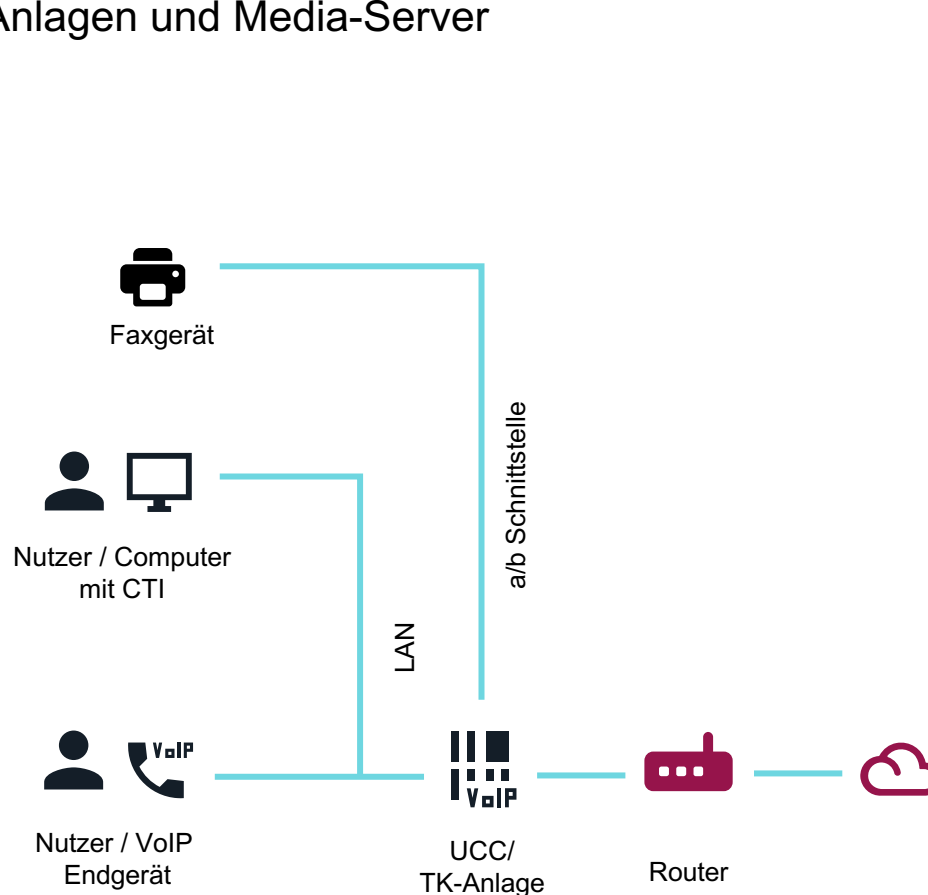 Anlagen und Media-Server
Faxgerät
a/b Schnittstelle
Nutzer / Computer
mit CTI
LAN
VoIP
VoIP
Nutzer / VoIP
Endgerät
UCC/
TK-Anlage
Router